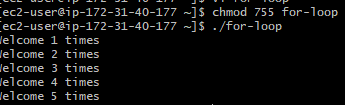 [ec2-user@ip-172-31-40-177 ~]$ chmod 755 for-loop
[ec2-user@ip-172-31-40-177 ~]$ ./for-loop
Welcome 1 times
Welcome 2 times
Welcome 3 times
Welcome 4 times
Welcome 5 times